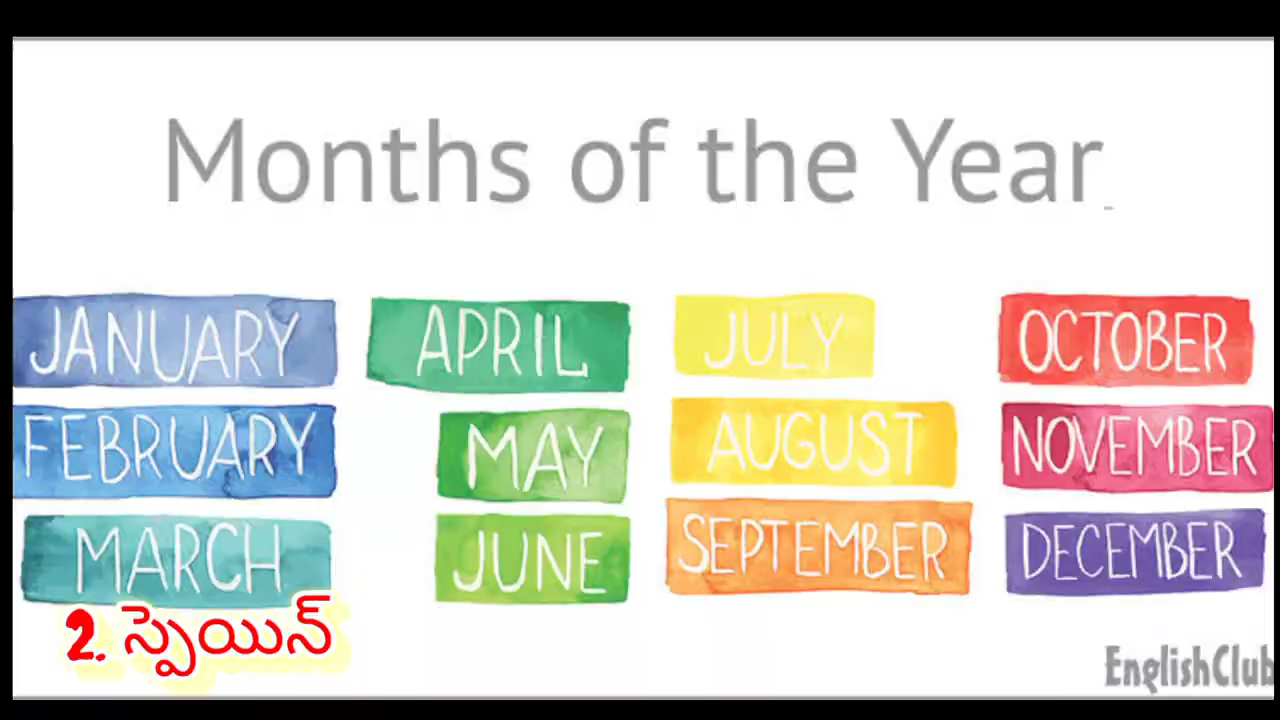 Months of the Year
JANUARY
FEBRUARY
MARCH
APRIL
MAY
JUNE
JULY
AUGUST
SEPTEMBER
OCTOBER
NOVEMBER
DECEMBER
2. స్పెయిన్
EnglishClub